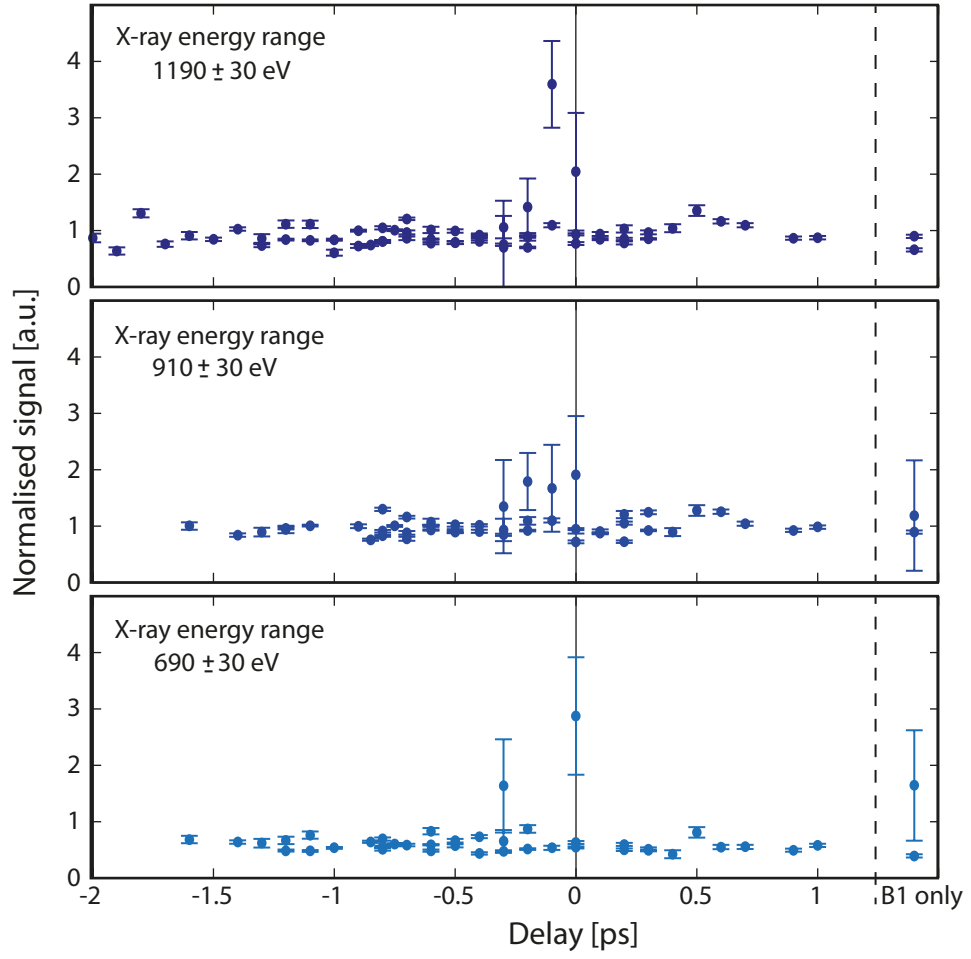 X-ray energy range
1190 ± 30 eV
4
3
2
1
0
X-ray energy range
910 ± 30 eV
4
3
2
1
0
Normalised signal [a.u.]
X-ray energy range
690 ± 30 eV
4
3
2
1
0
-2 -1.5 -1 -0.5 0 0.5 1 B1 only
Delay [ps]